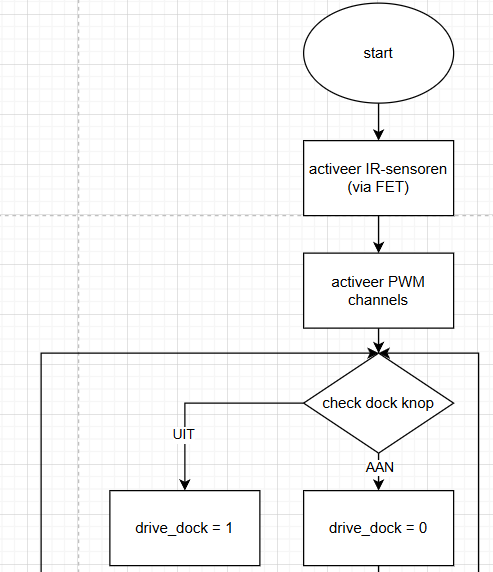 start
activeer IR-sensoren
(via FET)
activeer PWM
channels
check dock knop
UIT
AAN
drive_dock = 1
drive_dock = 0